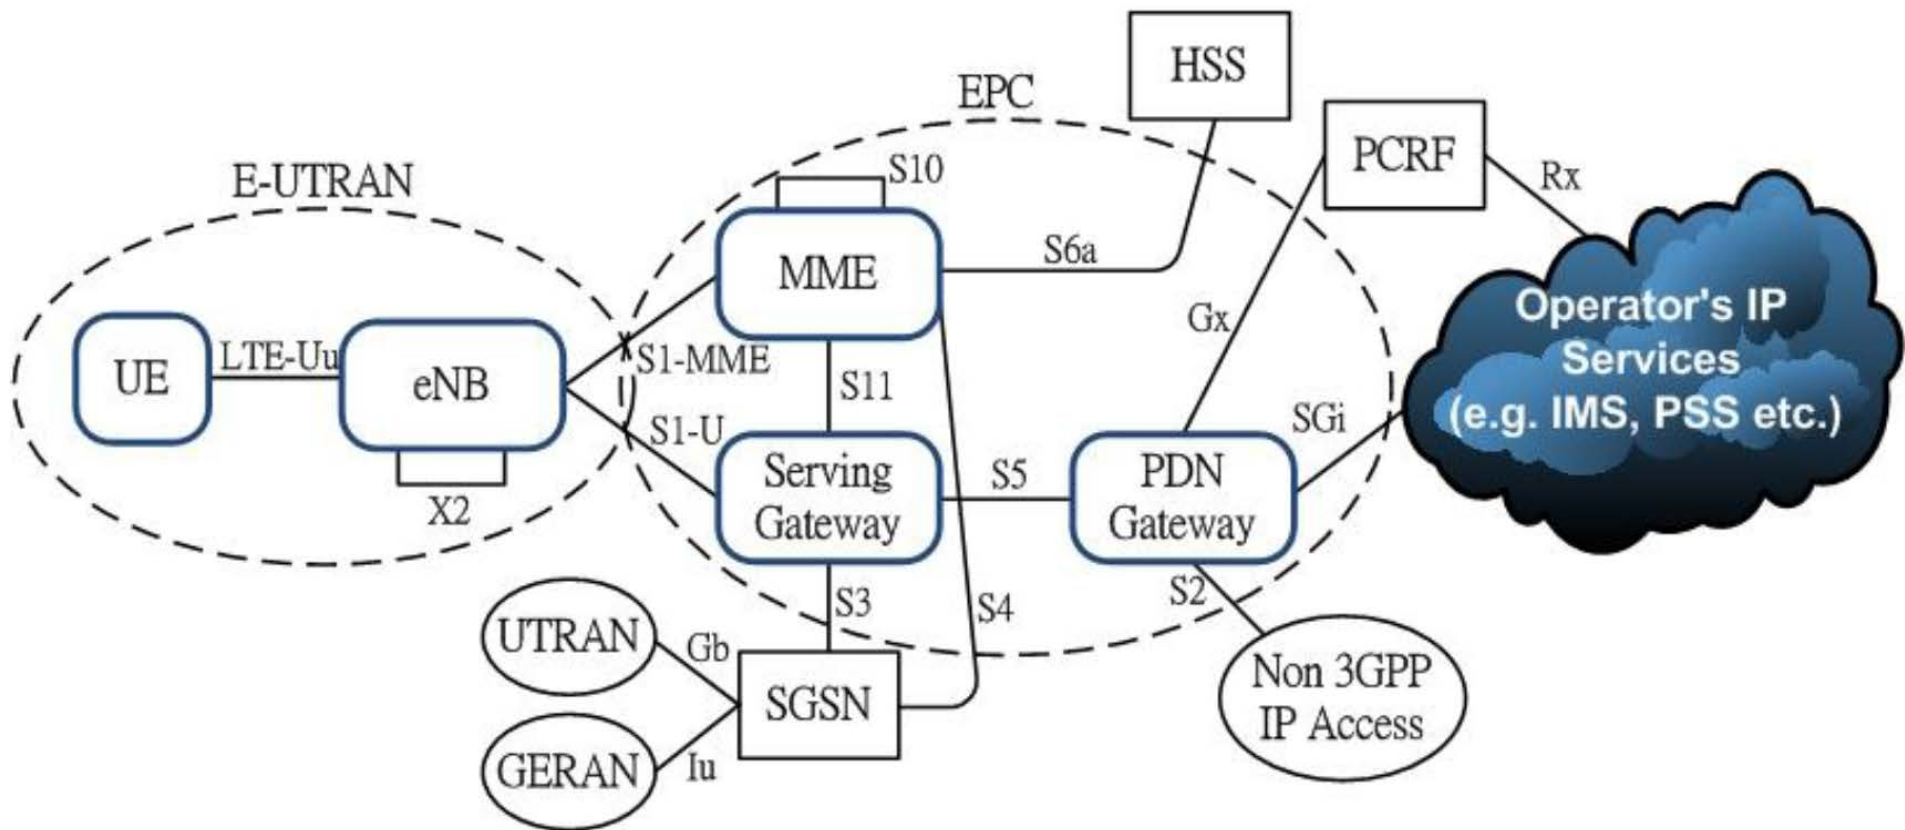 HSS
EPC
PCRF
E-UTRAN
S10
Rx
MME
S6a
Operator's IP
Services
(e.g. IMS, PSS etc.)
Gx
UE
LTE-Uu
eNB
S1-MME
S11
S1-U
SGi
Serving
Gateway
S5
PDN
Gateway
X2
S3
S4
S2
UTRAN
Gb
SGSN
Non 3GPP
IP Access
GERAN
Iu